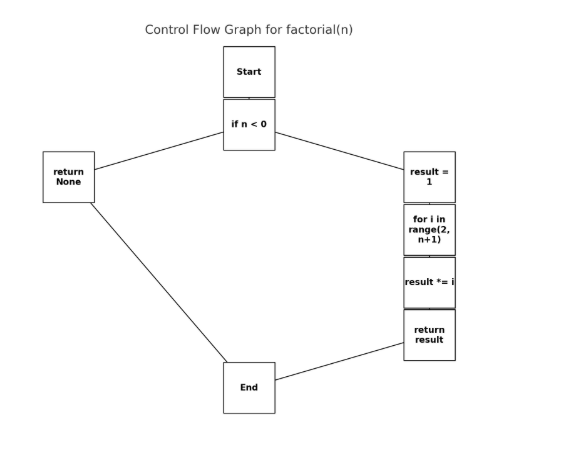 Control Flow Graph for factorial(n)
Start
if n < 0
return
None
result =
1
for i in
range(2,
n+1)
result *= i
return
result
End